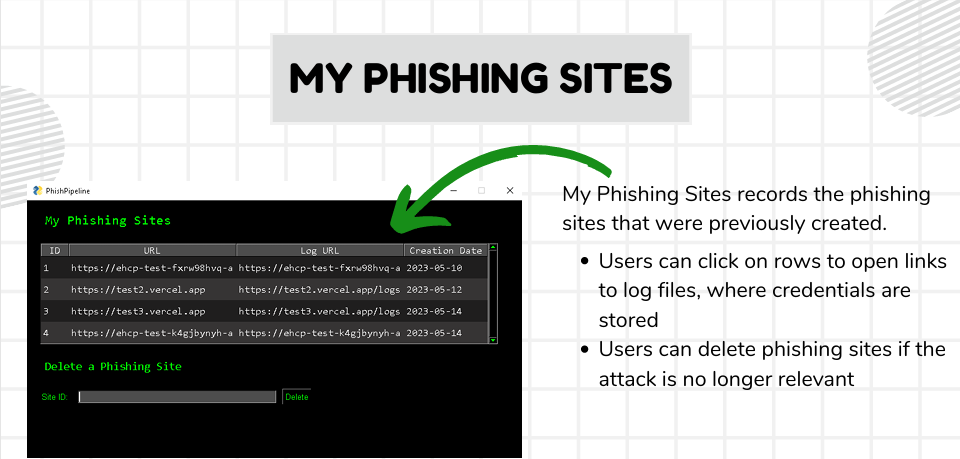 MY PHISHING SITES
My Phishing Sites records the phishing
sites that were previously created.
• Users can click on rows to open links
to log files, where credentials are
stored
• Users can delete phishing sites if the
attack is no longer relevant
PhishPipeline
My Phishing Sites
ID URL Log URL Creation Date
1 https://ehcp-test-fxrw98hvq-a https://ehcp-test-fxrw98hvq-a 2023-05-10
2 https://test2.vercel.app https://test2.vercel.app/logs 2023-05-12
3 https://test3.vercel.app https://test3.vercel.app/logs 2023-05-14
4 https://ehcp-test-k4gjbynyh-a https://ehcp-test-k4gjbynyh-a 2023-05-14
Delete a Phishing Site
Site ID: Delete